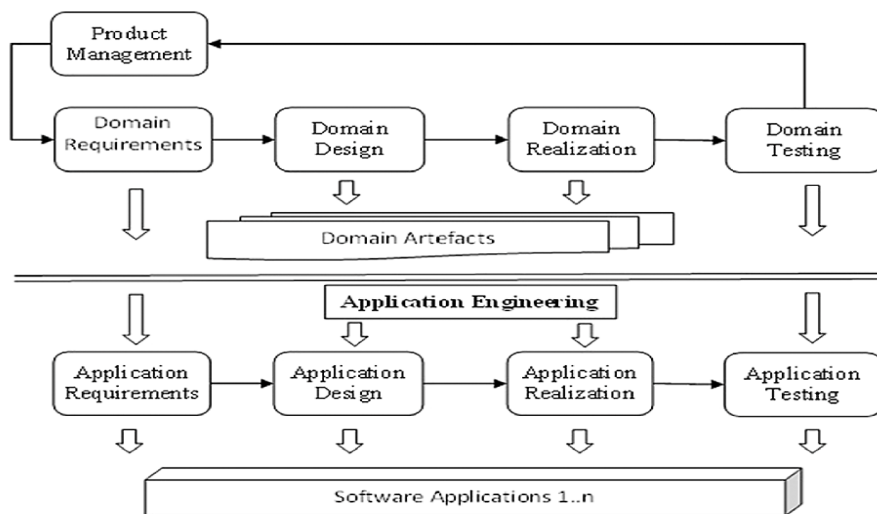 Product
Management
Domain
Requirements
Domain
Design
Domain
Realization
Domain
Testing
Domain Artefacts
Application Engineering
Application
Requirements
Application
Design
Application
Realization
Application
Testing
Software Applications 1..n